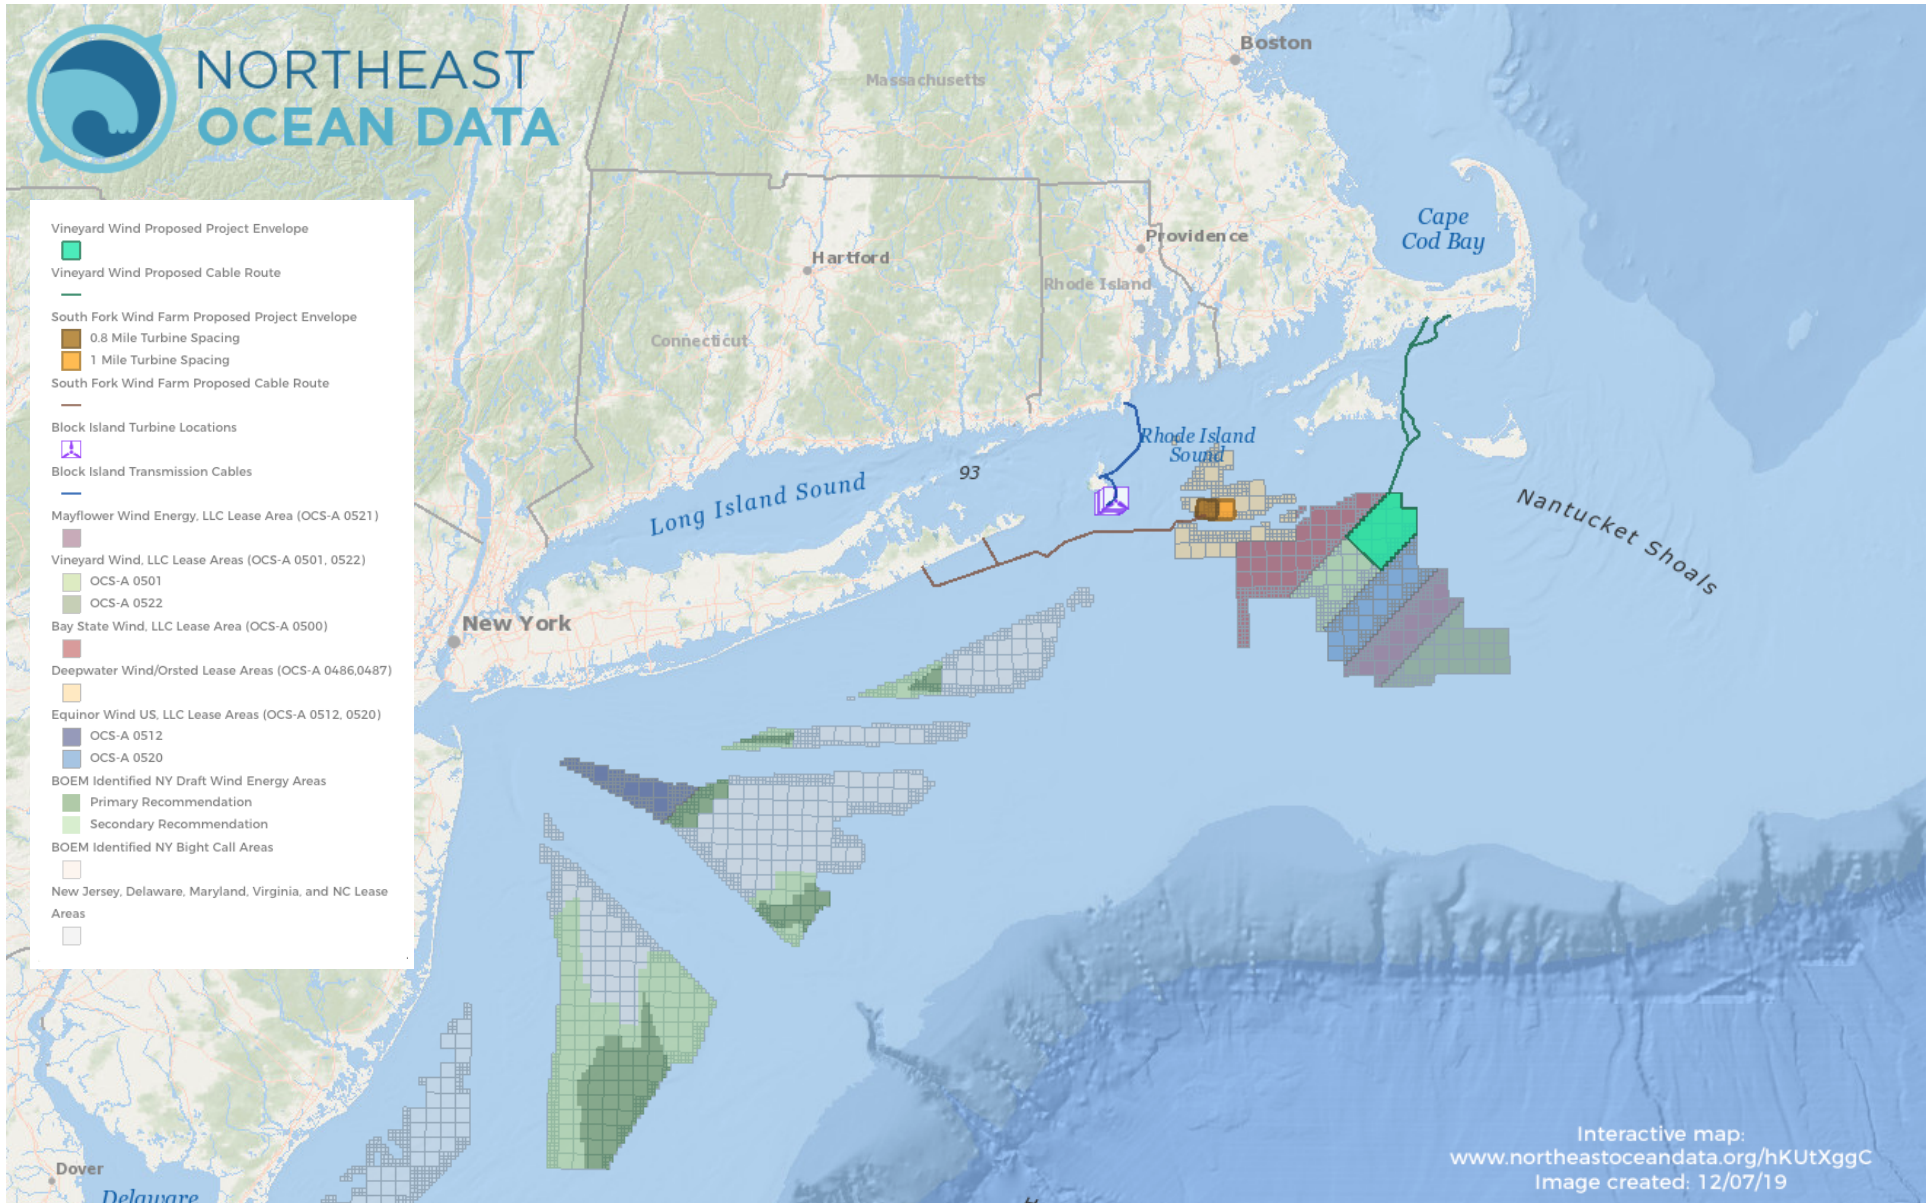 NORTHEAST
OCEAN DATA
Vineyard Wind Proposed Project Envelope
Vineyard Wind Proposed Cable Route
South Fork Wind Farm Proposed Project Envelope
0.8 Mile Turbine Spacing
1 Mile Turbine Spacing
South Fork Wind Farm Proposed Cable Route
Block Island Turbine Locations
Block Island Transmission Cables
Mayflower Wind Energy, LLC Lease Area (OCS-A 0521)
Vineyard Wind, LLC Lease Areas (OCS-A 0501, 0522)
OCS-A 0501
OCS-A 0522
Bay State Wind, LLC Lease Area (OCS-A 0500)
Deepwater Wind/Orsted Lease Areas (OCS-A 0486,0487)
Equinor Wind US, LLC Lease Areas (OCS-A 0512, 0520)
OCS-A 0512
OCS-A 0520
BOEM Identified NY Draft Wind Energy Areas
Primary Recommendation
Secondary Recommendation
BOEM Identified NY Bight Call Areas
New Jersey, Delaware, Maryland, Virginia, and NC Lease
Areas
Boston
Massachusetts
Cape
Cod Bay
Providence
Hartford
Rhode Island
Connecticut
Rhode Island
Sound
93
Long Island Sound
Nantucket Shoals
New York
Dover
Delaware
Interactive map:
www.northeastoceandata.org/hKUtXggC
Image created: 12/07/19